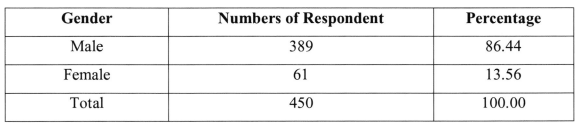 Gender Numbers of Respondent Percentage
Male 389 86.44
Female 61 13.56
Total 450 100.00